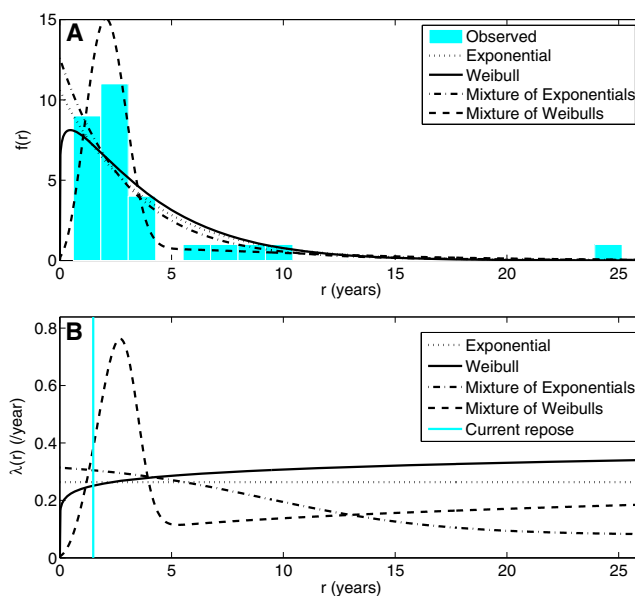 A
15
10
5
0
f(r)
Observed
Exponential
Weibull
Mixture of Exponentials
Mixture of Weibulls
0
5
10
15
20
25
r (years)
B
0.8
0.6
0.4
0.2
0
λ(r) (/year)
Exponential
Weibull
Mixture of Exponentials
Mixture of Weibulls
Current repose
0
5
10
15
20
25
r (years)